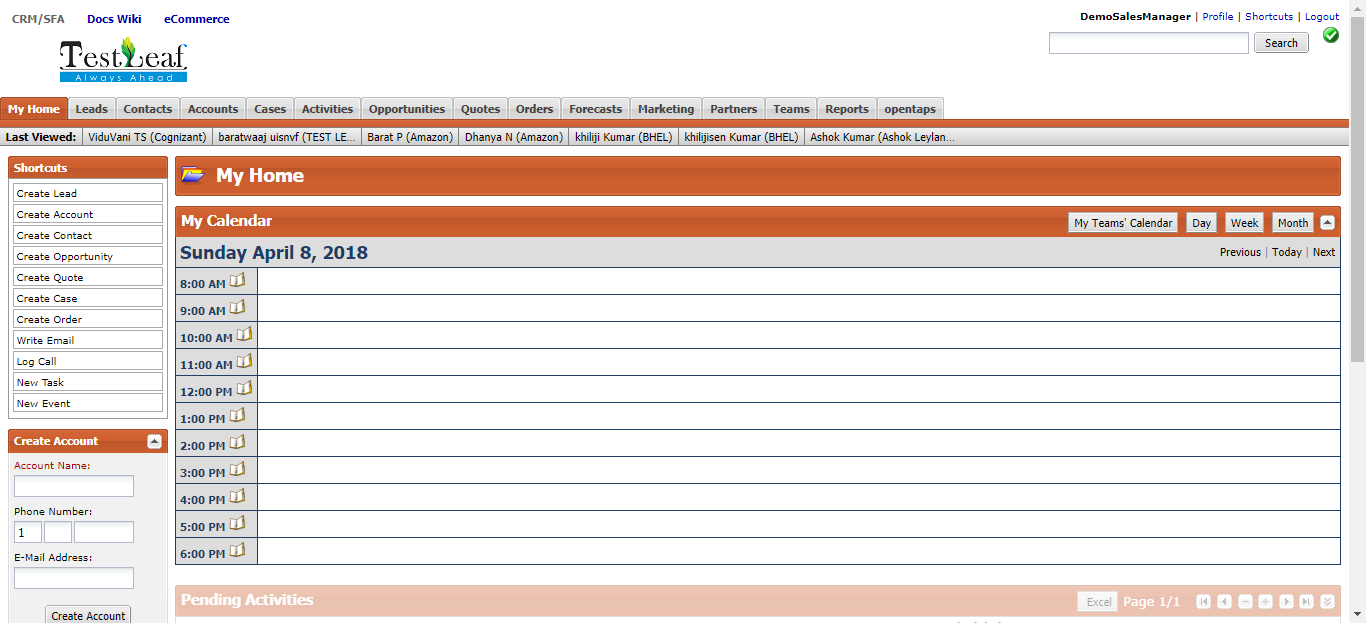 CRM/SFA Docs Wiki eCommerce
DemoSalesManager | Profile | Shortcuts | Logout
Search
TestLeaf
Always Ahead
My Home Leads Contacts Accounts Cases Activities Opportunities Quotes Orders Forecasts Marketing Partners Teams Reports opentaps
Last Viewed: ViduVani TS (Cognizant) baratwaaj uisnvf (TEST LE... Barat P (Amazon) Dhanya N (Amazon) khiliji Kumar (BHEL) khilijisen Kumar (BHEL) Ashok Kumar (Ashok Leylan...
Shortcuts
Create Lead
Create Account
Create Contact
Create Opportunity
Create Quote
Create Case
Create Order
Write Email
Log Call
New Task
New Event
Create Account
Account Name:
Phone Number:
1
E-Mail Address:
Create Account
My Home
My Calendar
My Teams' Calendar Day Week Month
Sunday April 8, 2018
Previous | Today | Next
8:00 AM
9:00 AM
10:00 AM
11:00 AM
12:00 PM
1:00 PM
2:00 PM
3:00 PM
4:00 PM
5:00 PM
6:00 PM
Pending Activities
Excel Page 1/1